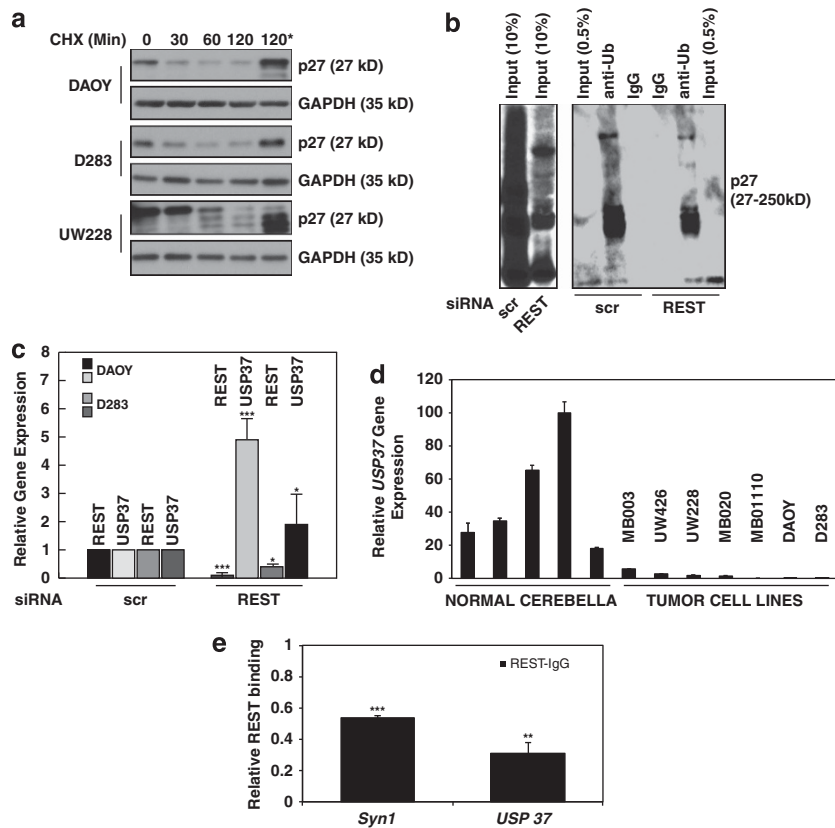 a
CHX (Min) 0 30 60 120 120*
DAOY
p27 (27 kD)
GAPDH (35 kD)
D283
p27 (27 kD)
GAPDH (35 kD)
UW228
p27 (27 kD)
GAPDH (35 kD)
b
Input (10%)
Input (10%)
Input (0.5%)
anti-Ub
IgG
IgG
anti-Ub
Input (0.5%)
p27
(27-250kD)
siRNA
scr
REST
scr
REST
c
Relative Gene Expression
8
7
6
5
4
3
2
1
0
DAOY
D283
REST
USP37
REST
USP37
REST
USP37
REST
USP37
***
***
*
*
siRNA
scr
REST
d
Relative USP37 Gene
Expression
120
100
80
60
40
20
0
MB003
UW426
UW228
MB020
MB01110
DAOY
D283
NORMAL CEREBELLA
TUMOR CELL LINES
e
Relative REST binding
1
0.8
0.6
0.4
0.2
0
REST-IgG
***
**
Syn1
USP 37